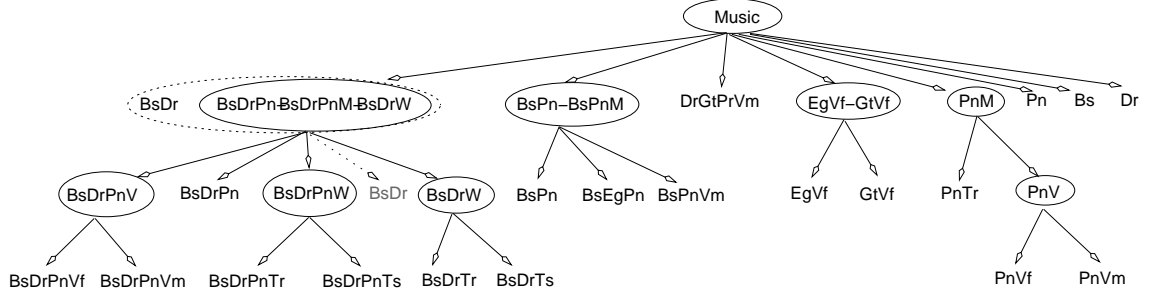 Music
BsDr BsDrPn–BsDrPnM–BsDrW BsPn–BsPnM DrGtPrVm EgVf–GtVf PnM Pn Bs Dr
BsDrPnV BsDrPn BsDrPnW BsDr BsDrW BsPn BsEgPn BsPnVm EgVf GtVf PnTr PnV
BsDrPnVf BsDrPnVm BsDrPnTr BsDrPnTs BsDrTr BsDrTs PnVf PnVm